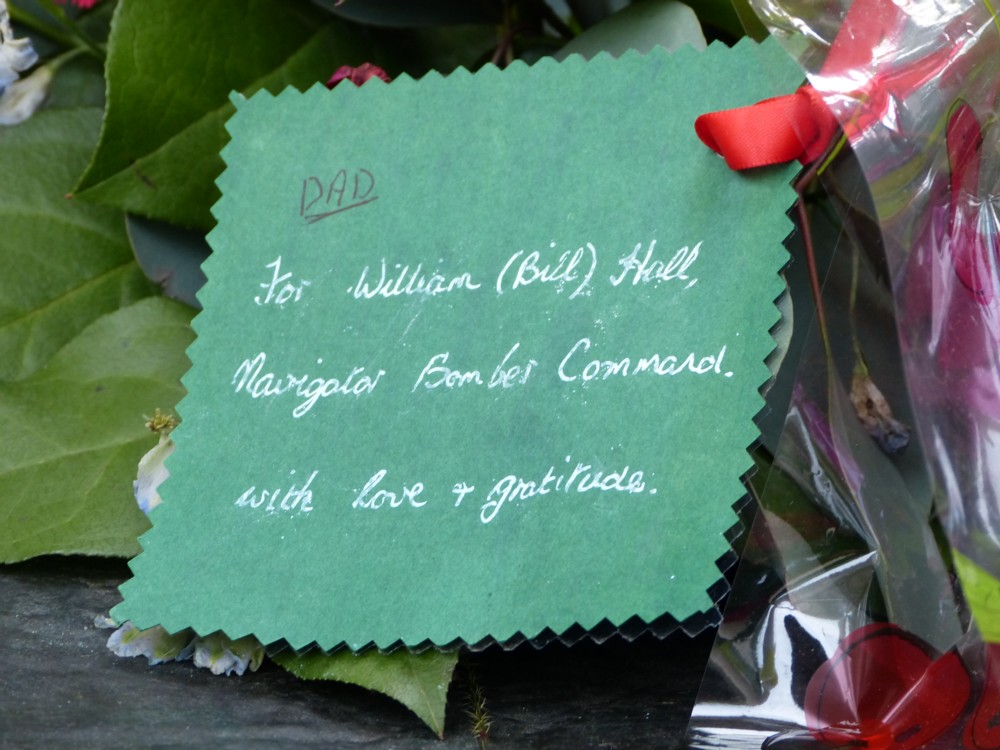 DAD
For William (Bill) Hall,
Navigator Bomber Command.
with love + gratitude.